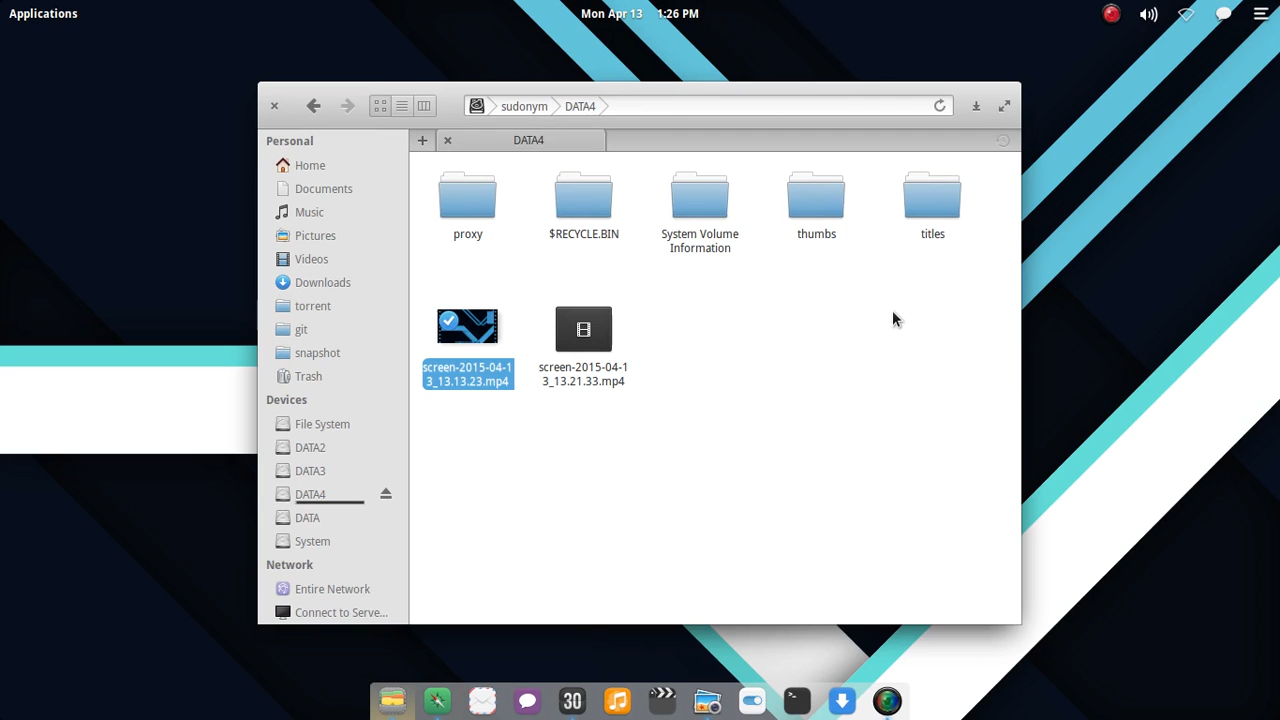 Applications
Mon Apr 13 1:26 PM
sudonym
DATA4
DATA4
Personal
Home
Documents
Music
Pictures
Videos
Downloads
torrent
git
snapshot
Trash
Devices
File System
DATA2
DATA3
DATA4
DATA
System
Network
Entire Network
Connect to Serve...
proxy
$RECYCLE.BIN
System Volume
Information
thumbs
titles
screen-2015-04-1
3_13.13.23.mp4
screen-2015-04-1
3_13.21.33.mp4
30